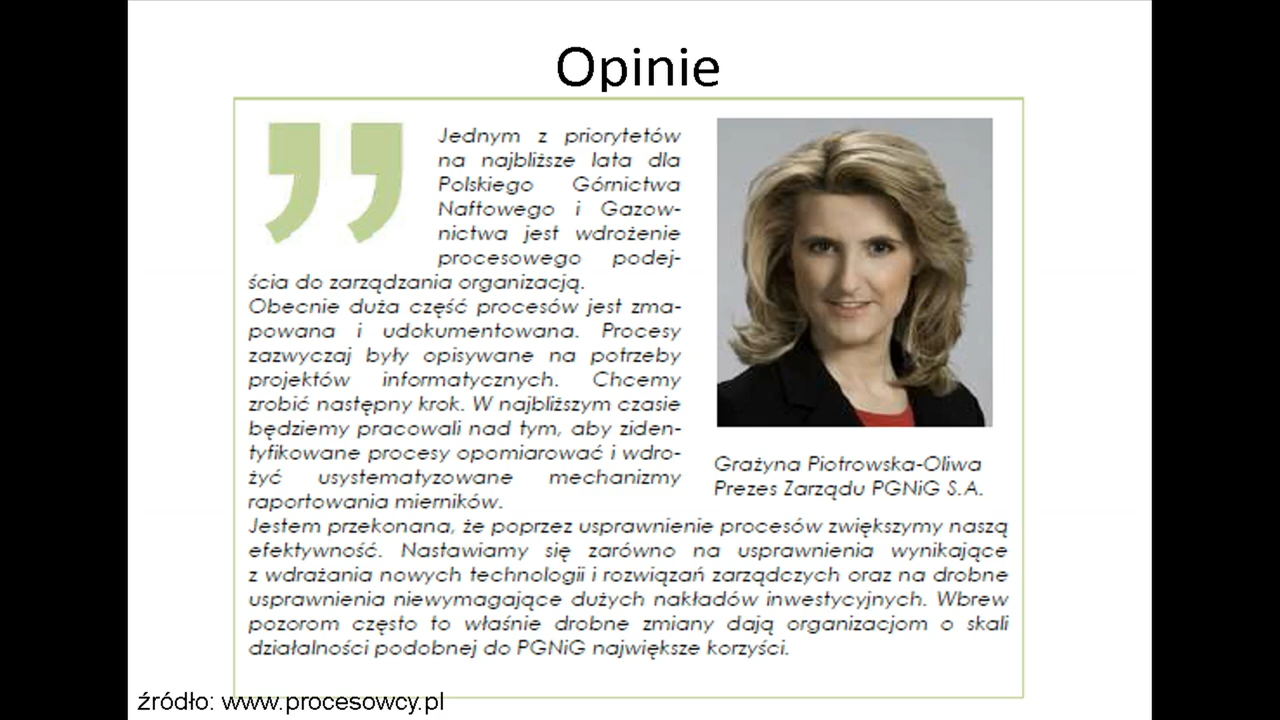 Opinie
Jednym z priorytetów
na najbliższe lata dla
Polskiego Górnictwa
Naftowego i Gazow-
nictwa jest wdrożenie
procesowego podej-
ścia do zarządzania organizacją.
Obecnie duża część procesów jest zma-
powana i udokumentowana. Procesy
zazwyczaj były opisywane na potrzeby
projektów informatycznych. Chcemy
zrobić następny krok. W najbliższym czasie
będziemy pracowali nad tym, aby ziden-
tyfikowane procesy opomiarować i wdro-
żyć usystematyzowane mechanizmy
raportowania mierników.
Jestem przekonana, że poprzez usprawnienie procesów zwiększymy naszą
efektywność. Nastawiamy się zarówno na usprawnienia wynikające
z wdrażania nowych technologii i rozwiązań zarządczych oraz na drobne
usprawnienia niewymagające dużych nakładów inwestycyjnych. Wbrew
pozorom często to właśnie drobne zmiany dają organizacjom o skali
działalności podobnej do PGNiG największe korzyści.
Grażyna Piotrowska-Oliwa
Prezes Zarządu PGNiG S.A.
źródło: www.procesowcy.pl